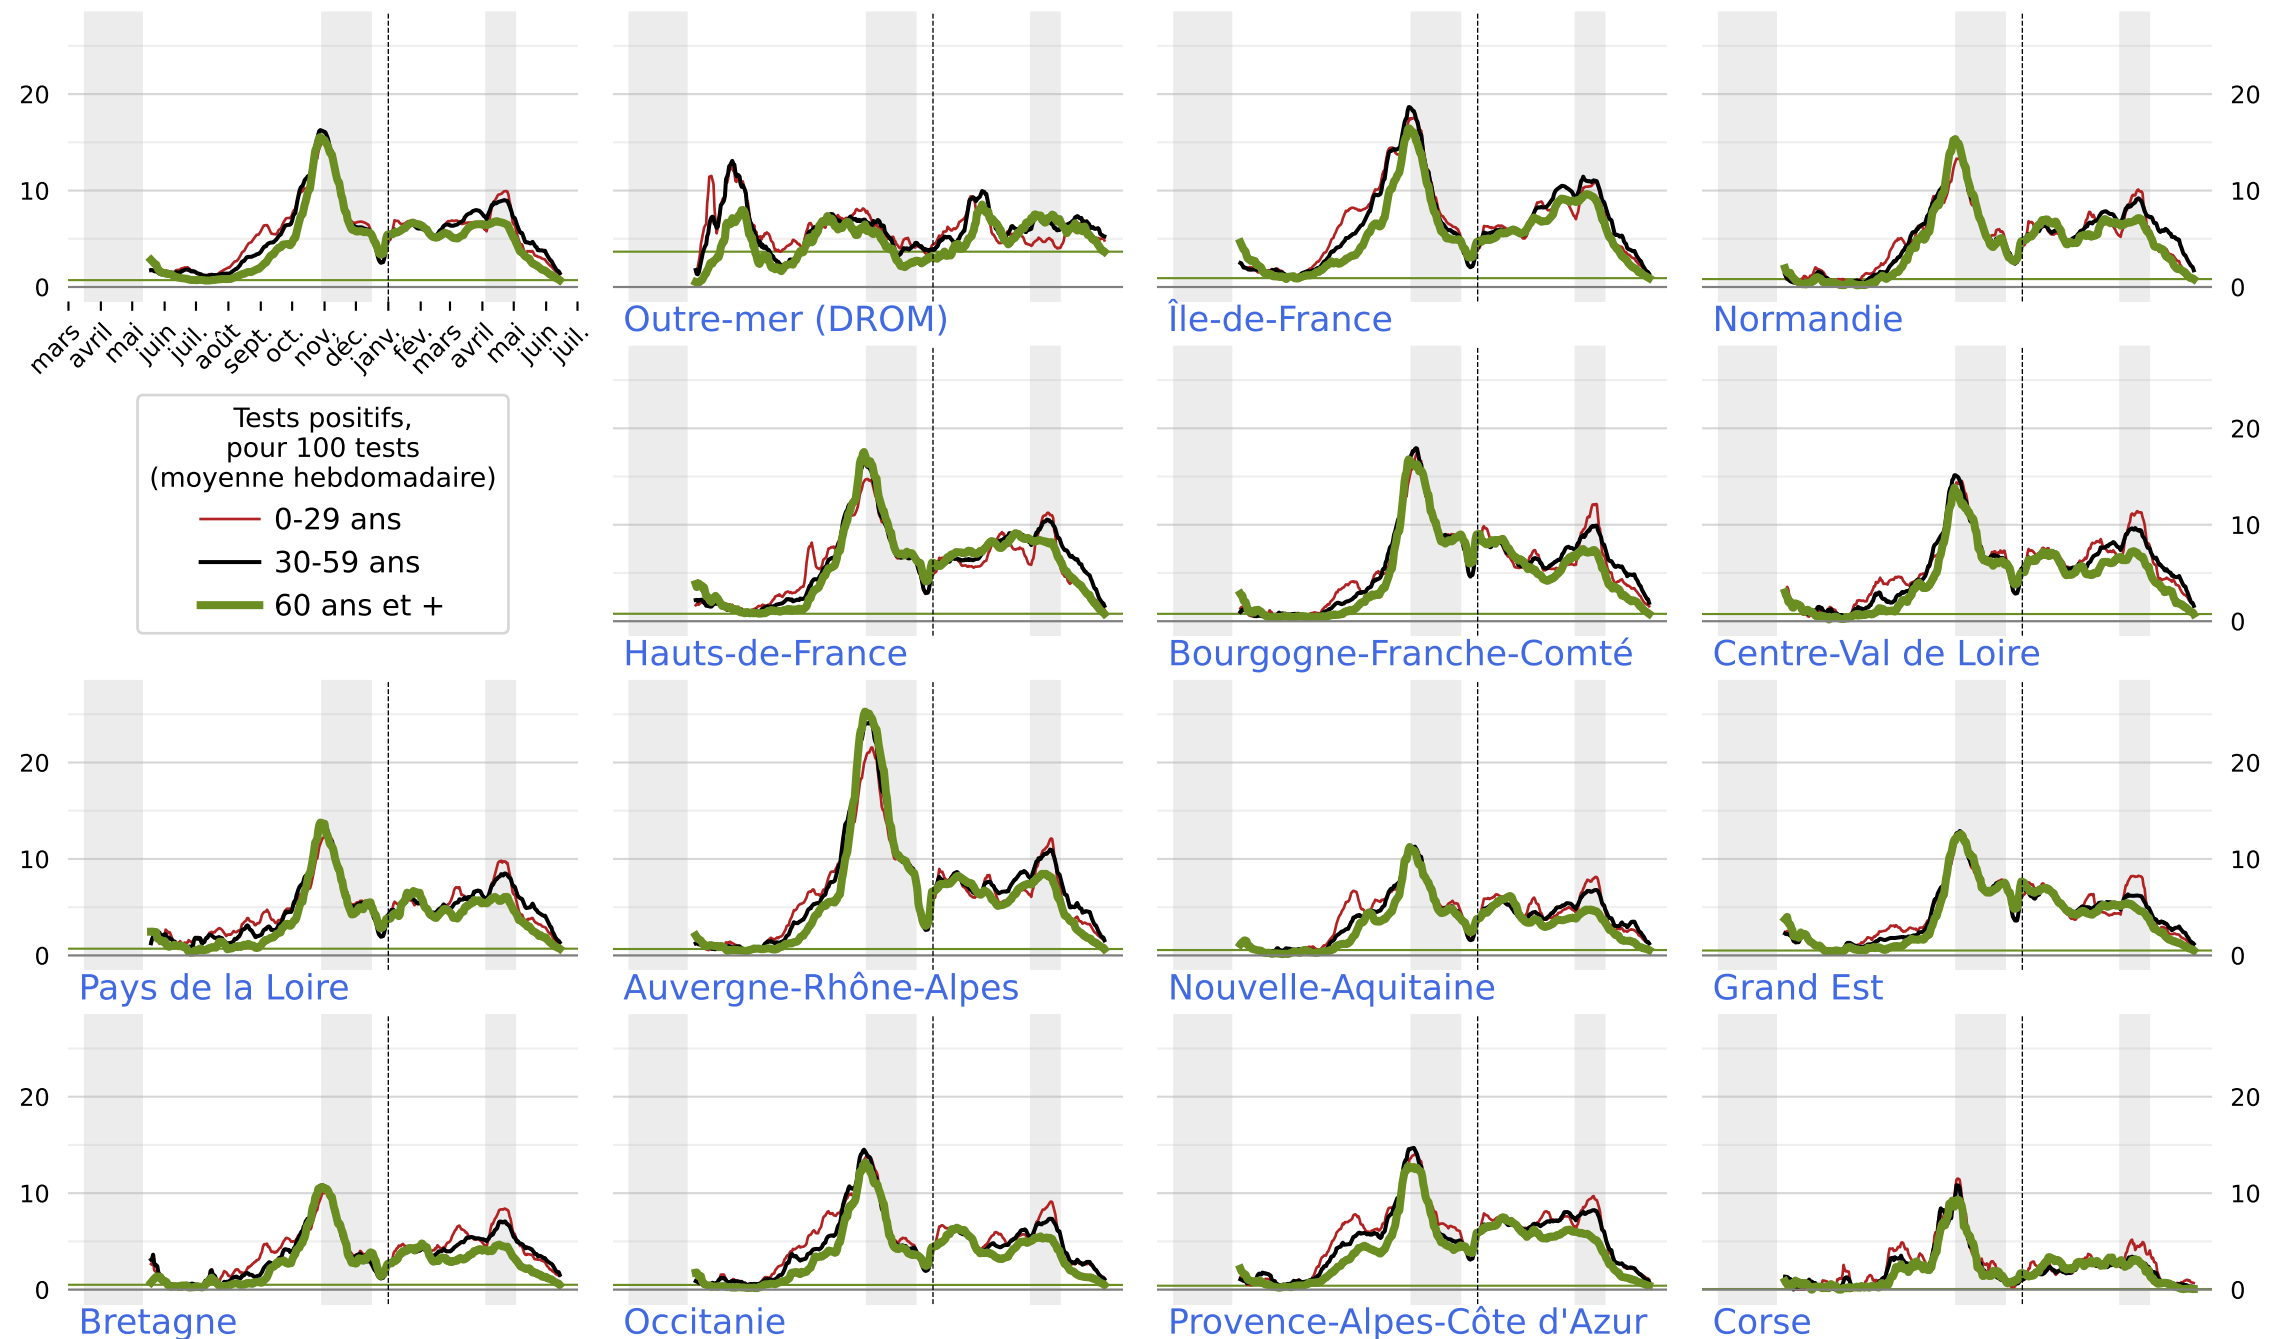 20
10
0
mars
avril
mai
juin
juil.
août
sept.
oct.
nov.
déc.
janv.
fév.
mars
avril
mai
juin
juil.
Outre-mer (DROM)
Île-de-France
Normandie
20
10
0
Tests positifs,
pour 100 tests
(moyenne hebdomadaire)
0-29 ans
30-59 ans
60 ans et +
Hauts-de-France
Bourgogne-Franche-Comté
Centre-Val de Loire
20
10
0
20
10
0
Pays de la Loire
Auvergne-Rhône-Alpes
Nouvelle-Aquitaine
Grand Est
20
10
0
20
10
0
Bretagne
Occitanie
Provence-Alpes-Côte d'Azur
Corse
20
10
0